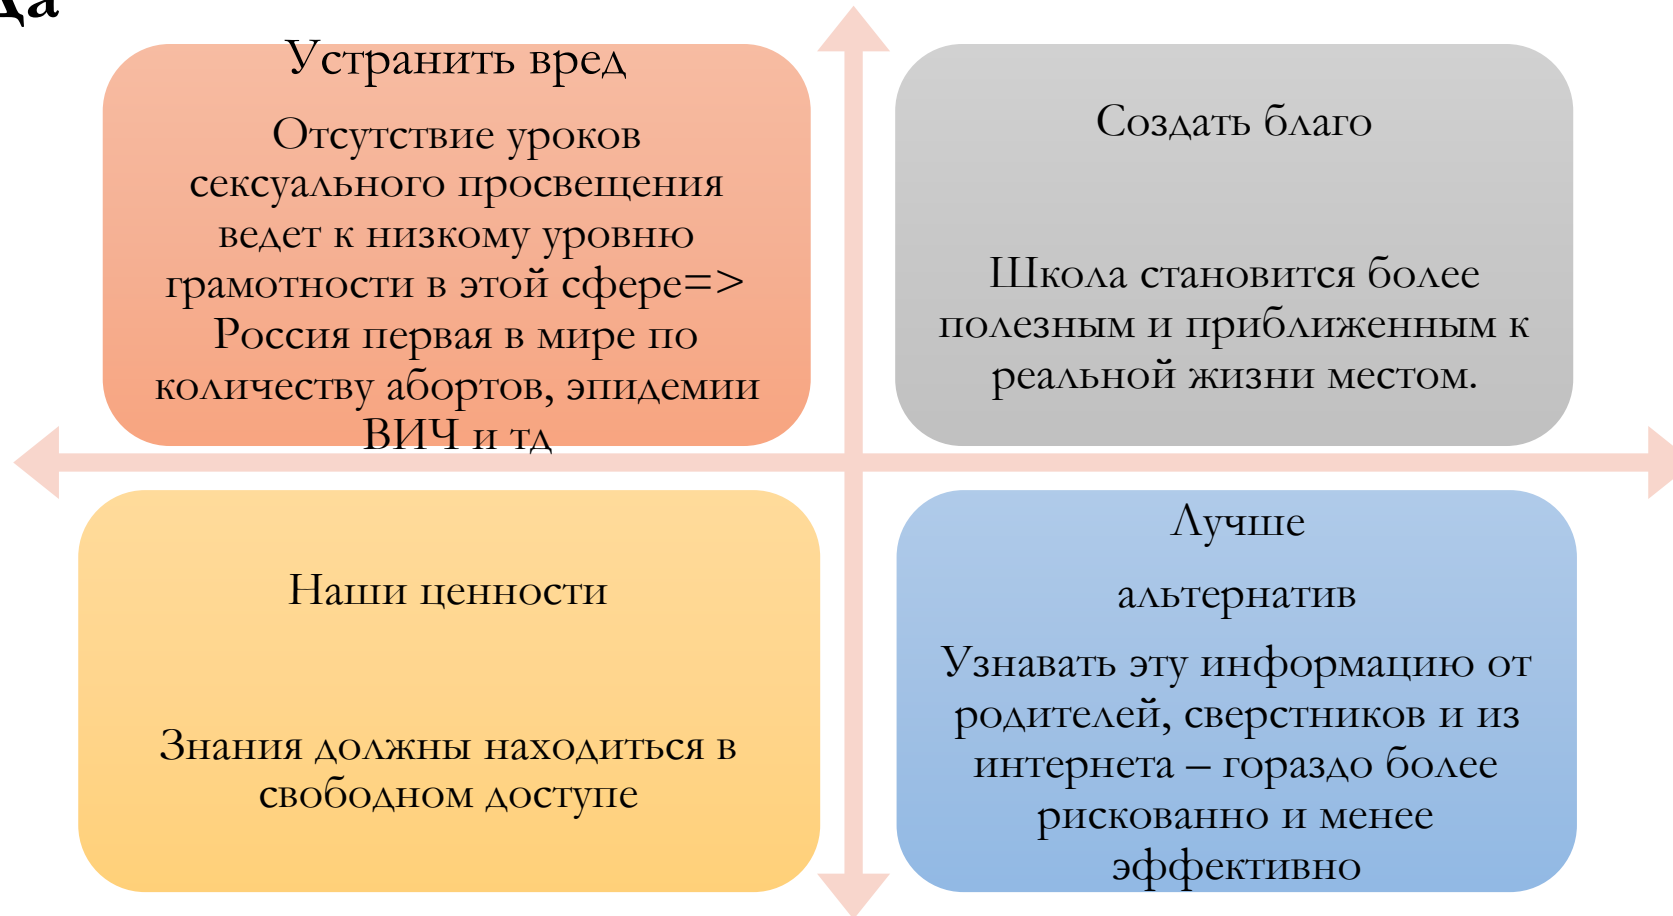 Устранить вред
Отсутствие уроков
сексуального просвещения
ведет к низкому уровню
грамотности в этой сфере=>
Россия первая в мире по
количеству абортов, эпидемии
ВИЧ и тд
Создать благо
Школа становится более
полезным и приближенным к
реальной жизни местом.
Наши ценности
Знания должны находиться в
свободном доступе
Лучше
альтернатив
Узнавать эту информацию от
родителей, сверстников и из
интернета – гораздо более
рискованно и менее
эффективно